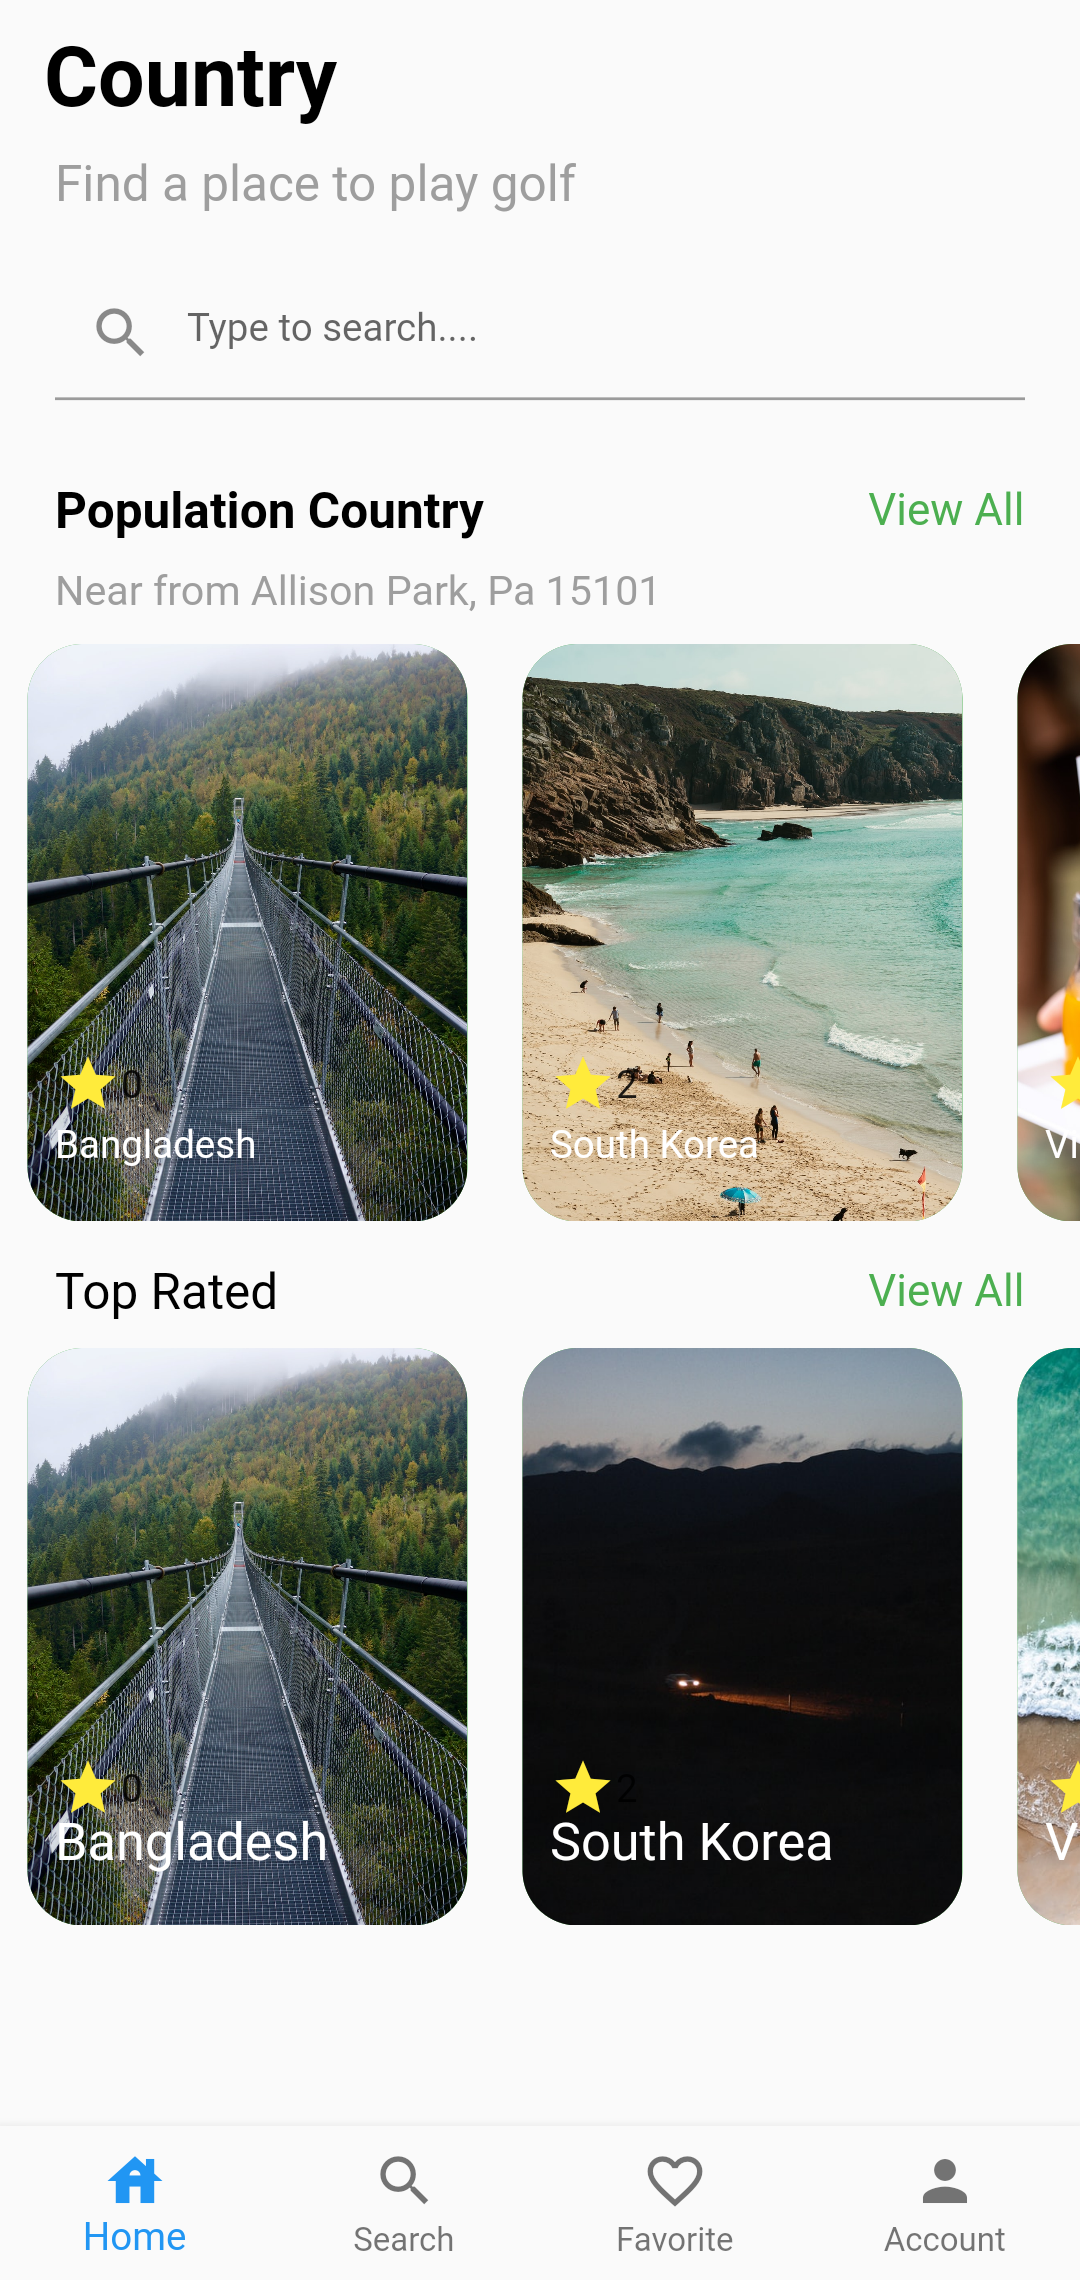 Country
Find a place to play golf
Type to search....
Population Country
View All
Near from Allison Park, Pa 15101
0
Bangladesh
2
South Korea
Vi
Top Rated
View All
0
Bangladesh
2
South Korea
V
Home
Search
Favorite
Account